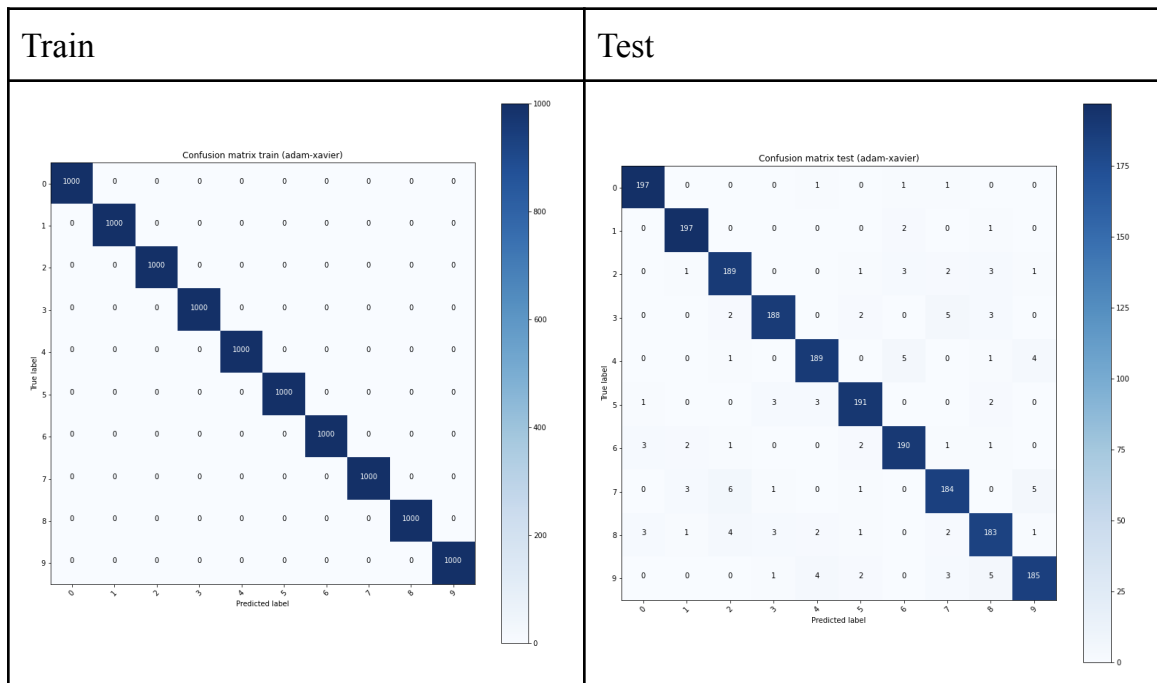 Train
Test
Confusion matrix train (adam-xavier)
0 1000 0 0 0 0 0 0 0 0 0
1 0 1000 0 0 0 0 0 0 0 0
2 0 0 1000 0 0 0 0 0 0 0
3 0 0 0 1000 0 0 0 0 0 0
4 0 0 0 0 1000 0 0 0 0 0
5 0 0 0 0 0 1000 0 0 0 0
6 0 0 0 0 0 0 1000 0 0 0
7 0 0 0 0 0 0 0 1000 0 0
8 0 0 0 0 0 0 0 0 1000 0
9 0 0 0 0 0 0 0 0 0 1000
0 1 2 3 4 5 6 7 8 9
True label
Predicted label
1000
800
600
400
200
0
Confusion matrix test (adam-xavier)
0 197 0 0 0 1 0 1 1 0 0
1 0 197 0 0 0 0 2 0 1 0
2 0 1 189 0 0 1 3 2 3 1
3 0 0 2 188 0 2 0 5 3 0
4 0 0 1 0 189 0 5 0 1 4
5 1 0 0 3 3 191 0 0 2 0
6 3 2 1 0 0 2 190 1 1 0
7 0 3 6 1 0 1 0 184 0 5
8 3 1 4 3 2 1 0 2 183 1
9 0 0 0 1 4 2 0 3 5 185
0 1 2 3 4 5 6 7 8 9
True label
Predicted label
175
150
125
100
75
50
25
0